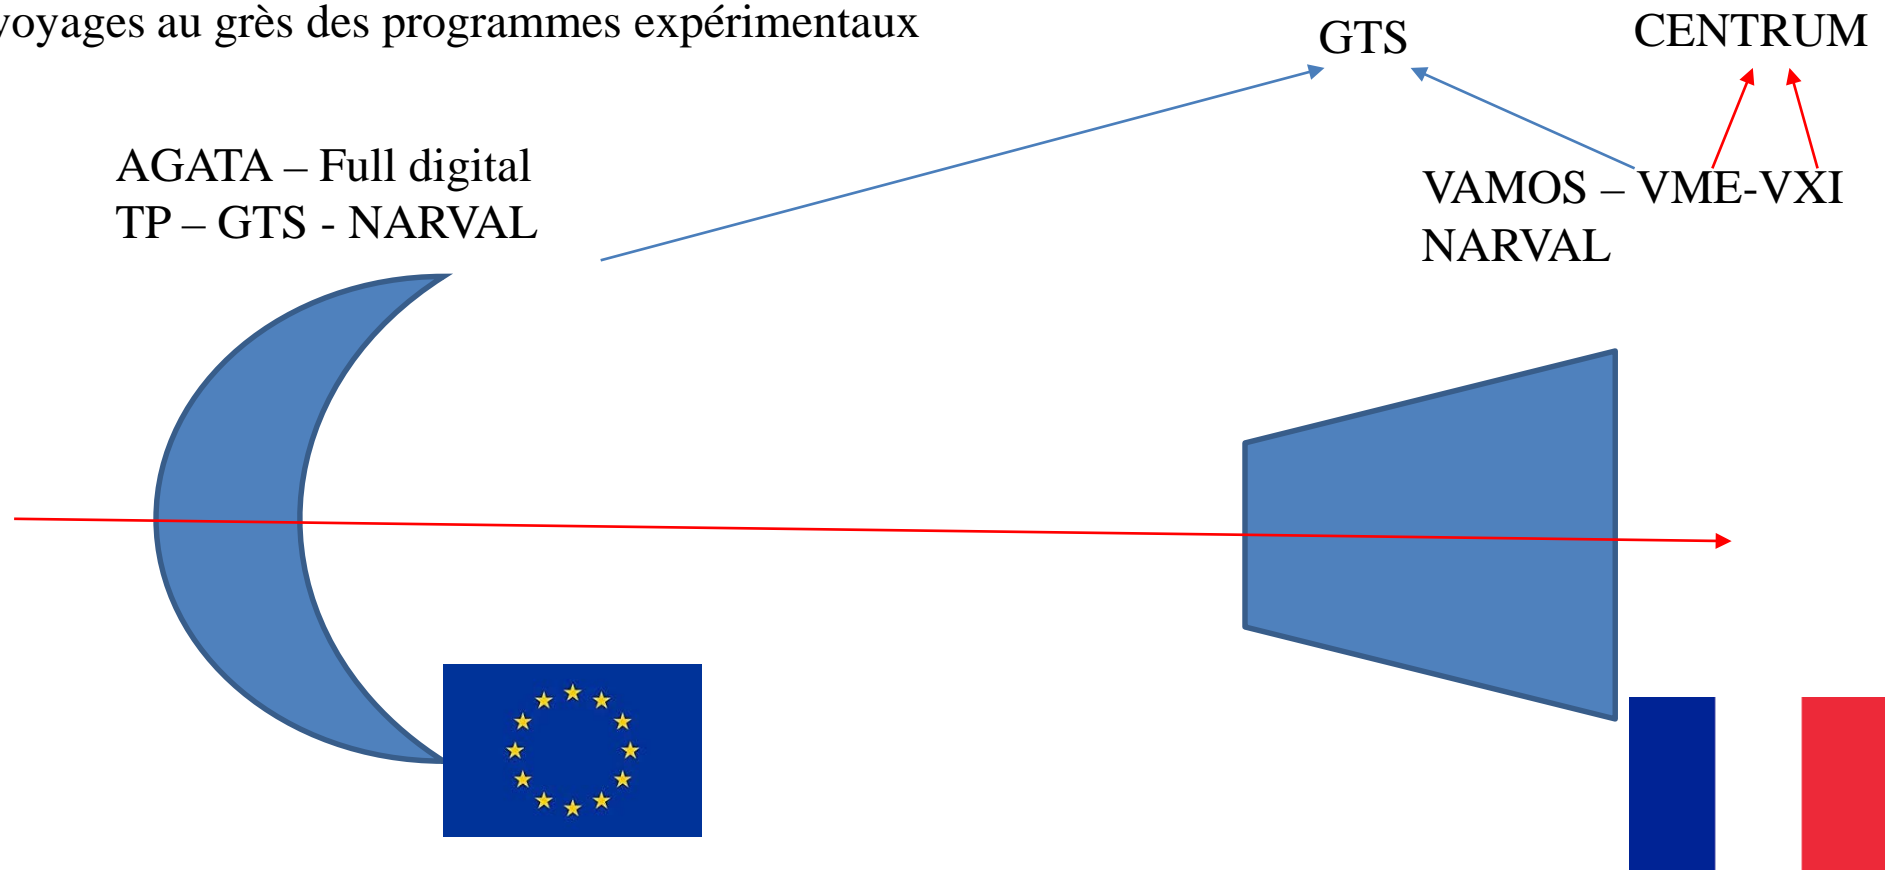 voyages au grès des programmes expérimentaux
GTS
CENTRUM
AGATA – Full digital
TP – GTS - NARVAL
VAMOS – VME-VXI
NARVAL